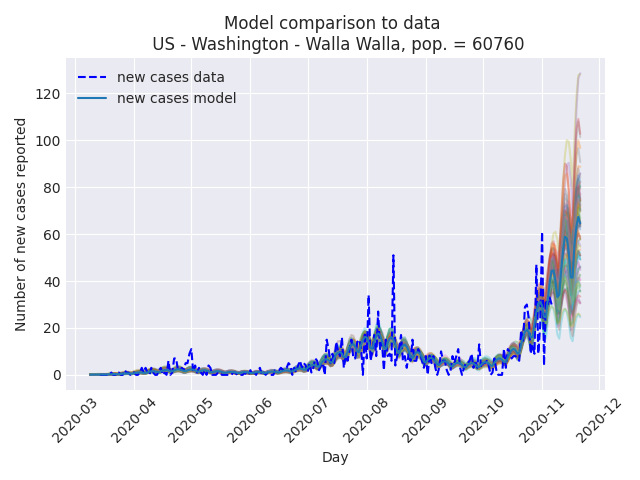 Model comparison to data
US - Washington - Walla Walla, pop. = 60760
new cases data
new cases model
Number of new cases reported
120
100
80
60
40
20
0
2020-03
2020-04
2020-05
2020-06
2020-07
2020-08
2020-09
2020-10
2020-11
2020-12
Day